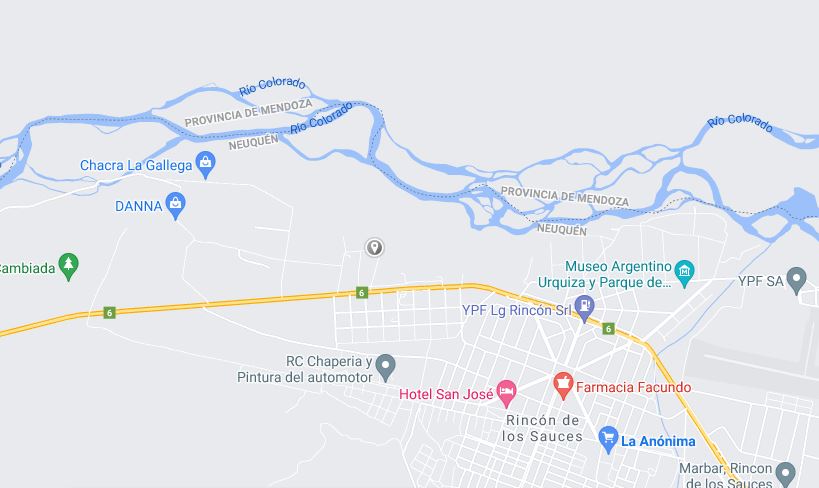 Río Colorado
PROVINCIA DE MENDOZA
Río Colorado
Río Colorado
NEUQUÉN
Chacra La Gallega
PROVINCIA DE MENDOZA
DANNA
NEUQUÉN
Cambiada
Museo Argentino
Urquiza y Parque de...
YPF SA
6
6
YPF Lg Rincón Srl
6
RC Chaperia y
Pintura del automotor
Hotel San José
Farmacia Facundo
Rincón de
los Sauces
La Anónima
Marbar, Rincon
de los Sauces